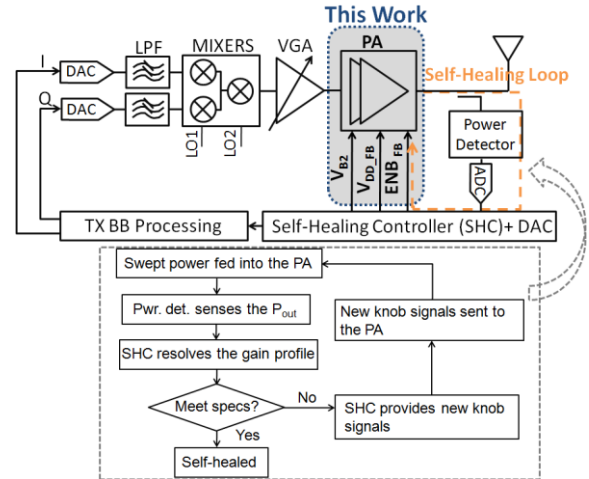 This Work
I
DAC
LPF
MIXERS
VGA
PA
Self-Healing Loop
Q
DAC
LO1
LO2
Power
Detector
ADC
V_B2
V_DD_FB
ENB_FB
TX BB Processing
Self-Healing Controller (SHC)+ DAC
Swept power fed into the PA
Pwr. det. senses the P_out
SHC resolves the gain profile
Meet specs?
No
Yes
Self-healed
SHC provides new knob
signals
New knob signals sent to
the PA